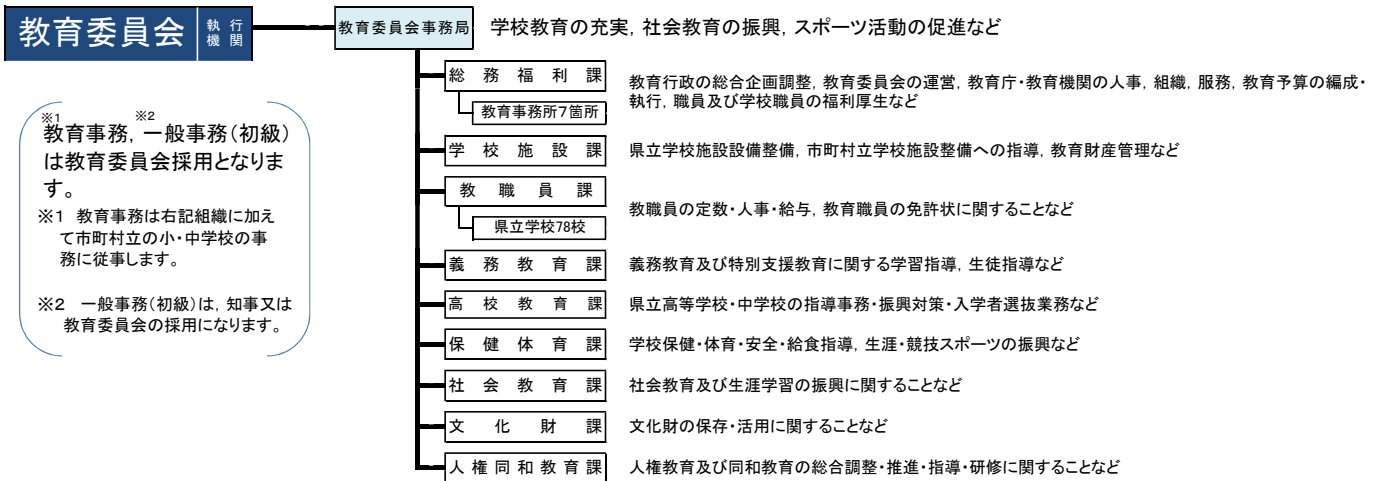 教育委員会 執行機関
教育委員会事務局 学校教育の充実, 社会教育の振興, スポーツ活動の促進など
総務福利課
教育行政の総合企画調整, 教育委員会の運営, 教育庁・教育機関の人事, 組織, 服務, 教育予算の編成・
執行, 職員及び学校職員の福利厚生など
教育事務所7箇所
学校施設課 県立学校施設設備整備, 市町村立学校施設整備への指導, 教育財産管理など
教職員課
教職員の定数・人事・給与, 教育職員の免許状に関することなど
県立学校78校
義務教育課 義務教育及び特別支援教育に関する学習指導, 生徒指導など
高校教育課 県立高等学校・中学校の指導事務・振興対策・入学者選抜業務など
保健体育課 学校保健・体育・安全・給食指導, 生涯・競技スポーツの振興など
社会教育課 社会教育及び生涯学習の振興に関することなど
文化財課 文化財の保存・活用に関することなど
人権同和教育課 人権教育及び同和教育の総合調整・推進・指導・研修に関することなど
※1 ※2
教育事務, 一般事務(初級)
は教育委員会採用となりま
す。
※1 教育事務は右記組織に加え
て市町村立の小・中学校の事
務に従事します。
※2 一般事務(初級)は, 知事又は
教育委員会の採用になります。